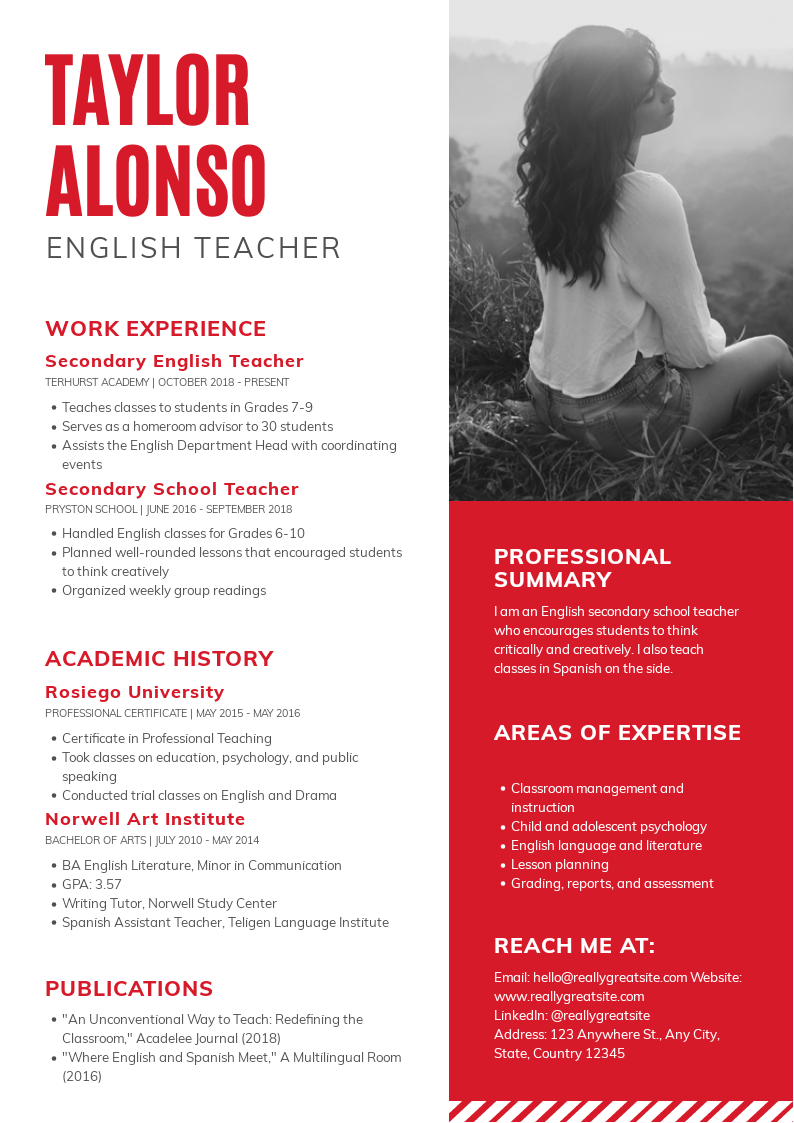 TAYLOR
ALONSO
ENGLISH TEACHER
WORK EXPERIENCE
Secondary English Teacher
TERHURST ACADEMY | OCTOBER 2018 - PRESENT
• Teaches classes to students in Grades 7-9
• Serves as a homeroom advisor to 30 students
• Assists the English Department Head with coordinating
events
Secondary School Teacher
PRYSTON SCHOOL | JUNE 2016 - SEPTEMBER 2018
• Handled English classes for Grades 6-10
• Planned well-rounded lessons that encouraged students
to think creatively
• Organized weekly group readings
ACADEMIC HISTORY
Rosiego University
PROFESSIONAL CERTIFICATE | MAY 2015 - MAY 2016
• Certificate in Professional Teaching
• Took classes on education, psychology, and public
speaking
• Conducted trial classes on English and Drama
Norwell Art Institute
BACHELOR OF ARTS | JULY 2010 - MAY 2014
• BA English Literature, Minor in Communication
• GPA: 3.57
• Writing Tutor, Norwell Study Center
• Spanish Assistant Teacher, Teligen Language Institute
PUBLICATIONS
• "An Unconventional Way to Teach: Redefining the
Classroom," Acadelee Journal (2018)
• "Where English and Spanish Meet," A Multilingual Room
(2016)
PROFESSIONAL
SUMMARY
I am an English secondary school teacher
who encourages students to think
critically and creatively. I also teach
classes in Spanish on the side.
AREAS OF EXPERTISE
• Classroom management and
instruction
• Child and adolescent psychology
• English language and literature
• Lesson planning
• Grading, reports, and assessment
REACH ME AT:
Email: hello@reallygreatsite.com Website:
www.reallygreatsite.com
LinkedIn: @reallygreatsite
Address: 123 Anywhere St., Any City,
State, Country 12345